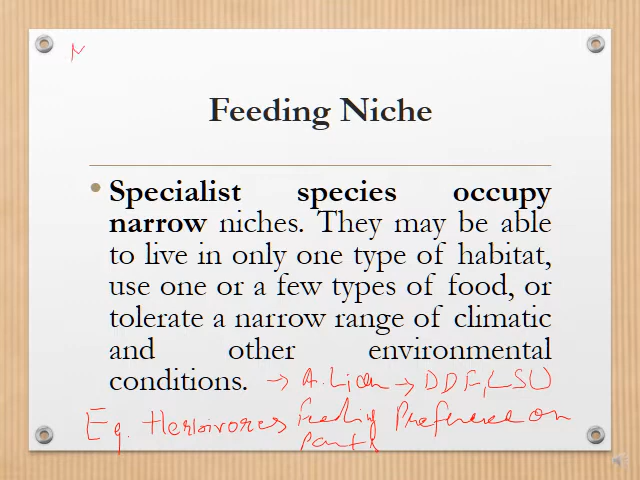 N
Feeding Niche
• Specialist species occupy
narrow niches. They may be able
to live in only one type of habitat,
use one or a few types of food, or
tolerate a narrow range of climatic
and other environmental
conditions. → A. Lion → DDF, LSU
Eg. Herbivores Feeding Preference on